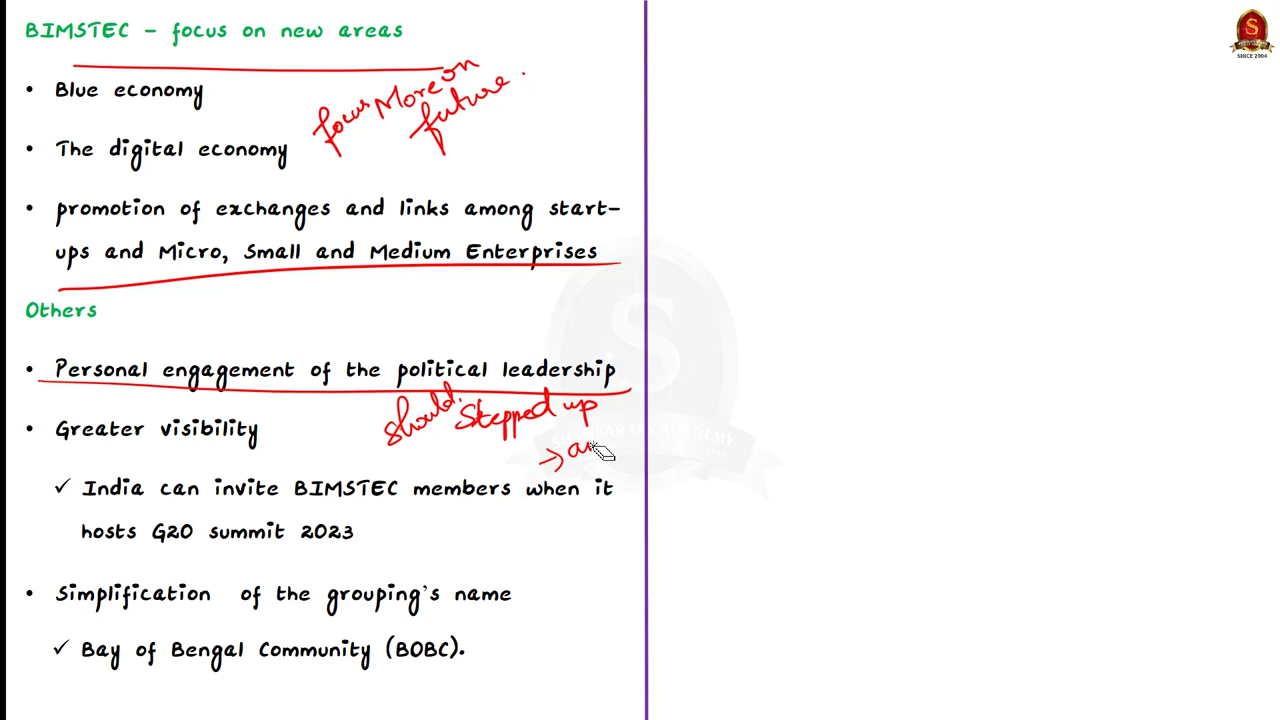 BIMSTEC – focus on new areas
• Blue economy
focus More on
future.
• The digital economy
• promotion of exchanges and links among start-
ups and Micro, Small and Medium Enterprises
Others
• Personal engagement of the political leadership
should. Stepped up
• Greater visibility
✓ India can invite BIMSTEC members when it
hosts G20 summit 2023
• Simplification of the grouping's name
✓ Bay of Bengal Community (BOBC).
SINCE 2004